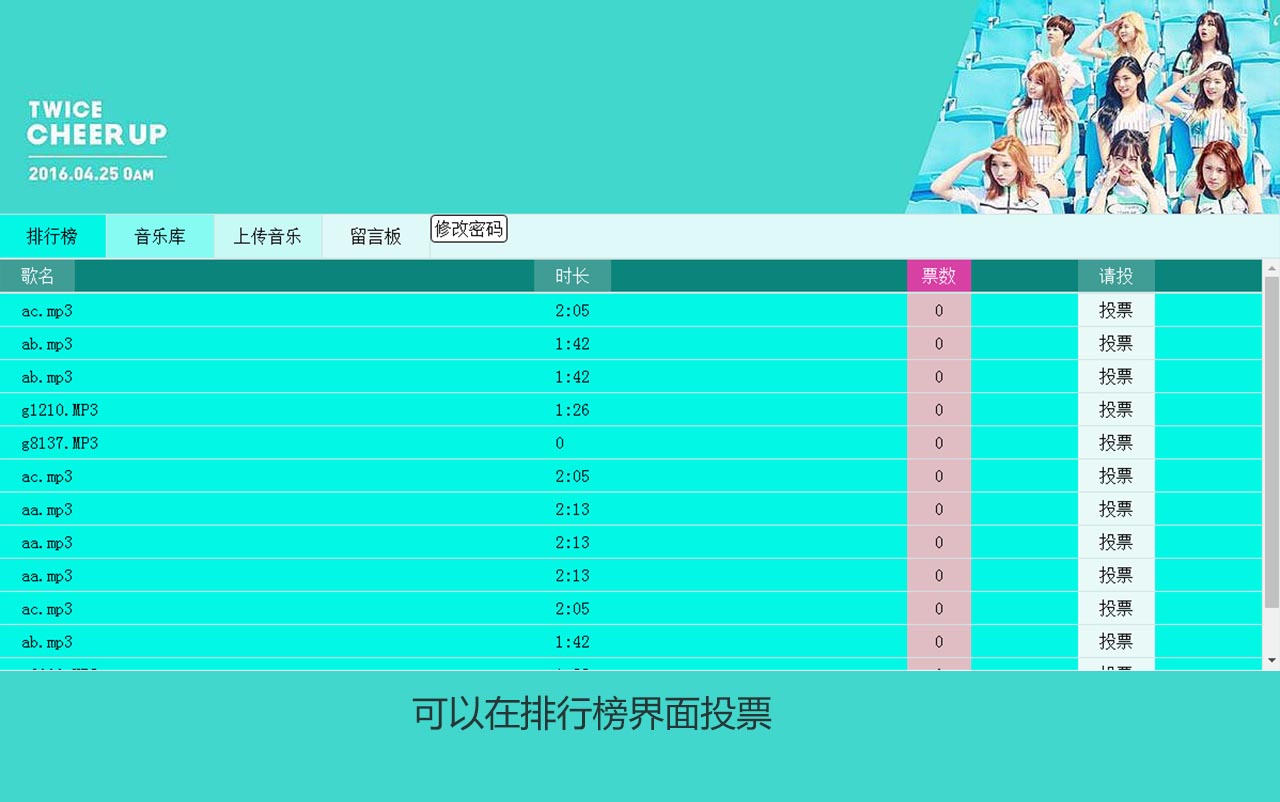 TWICE
CHEER UP
2016.04.25 0AM
排行榜 音乐库 上传音乐 留言板 修改密码
歌名 时长 票数 请投
ac.mp3 2:05 0 投票
ab.mp3 1:42 0 投票
ab.mp3 1:42 0 投票
g1210.MP3 1:26 0 投票
g8137.MP3 0 0 投票
ac.mp3 2:05 0 投票
aa.mp3 2:13 0 投票
aa.mp3 2:13 0 投票
aa.mp3 2:13 0 投票
ac.mp3 2:05 0 投票
ab.mp3 1:42 0 投票
可以在排行榜界面投票